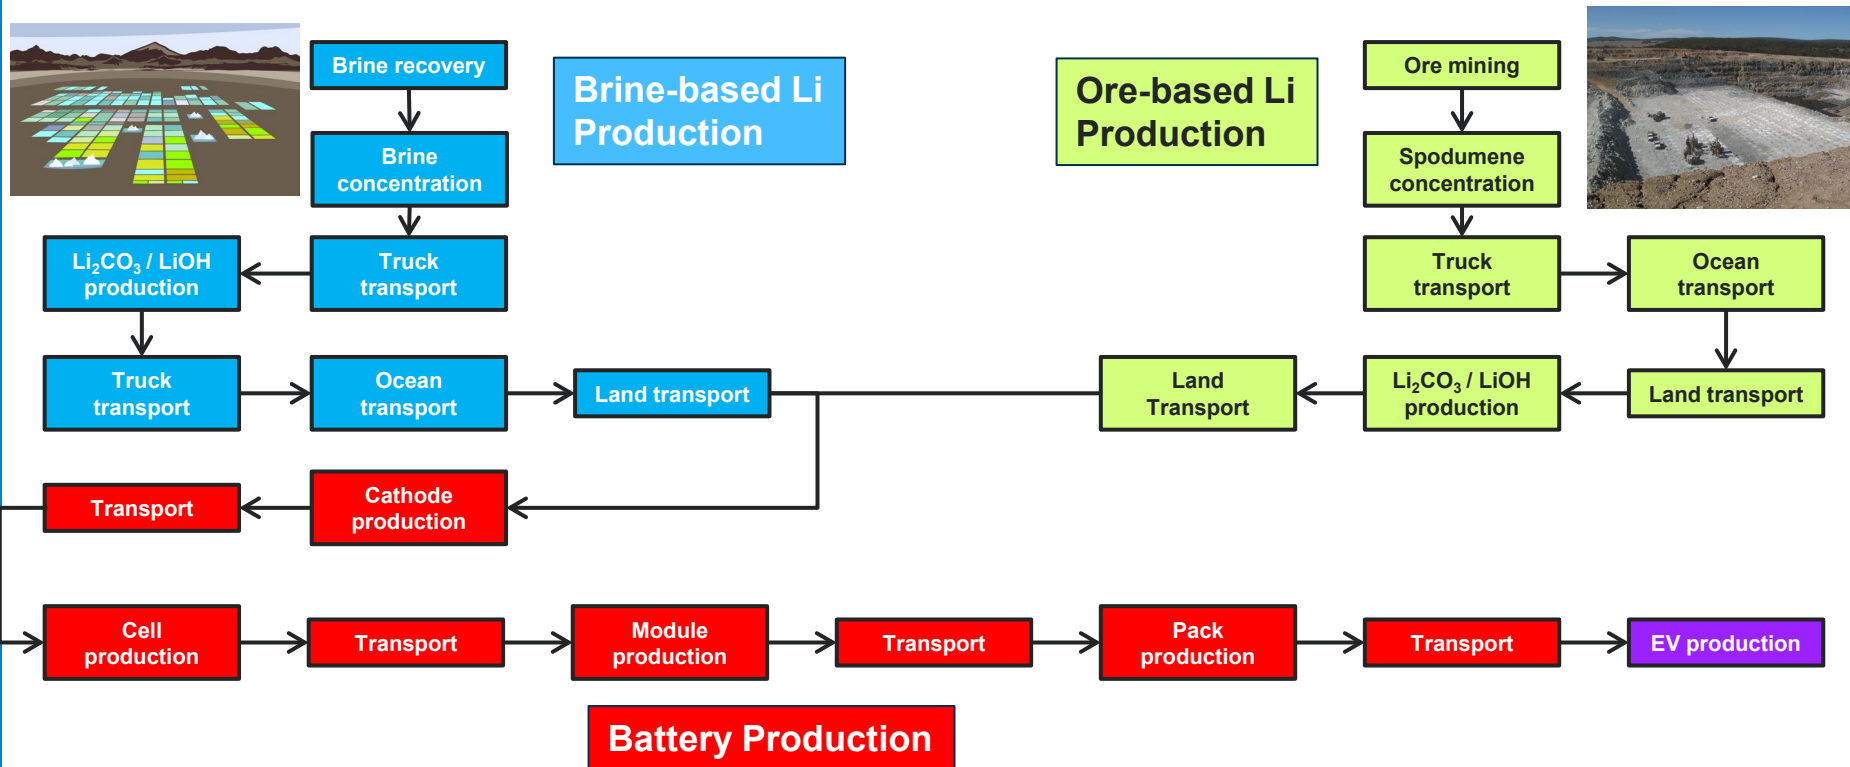 Brine recovery
Brine-based Li
Production
Ore-based Li
Production
Ore mining
Brine
concentration
Spodumene
concentration
Li₂CO₃ / LiOH
production
Truck
transport
Truck
transport
Ocean
transport
Truck
transport
Ocean
transport
Land transport
Land
Transport
Li₂CO₃ / LiOH
production
Land transport
Transport
Cathode
production
Cell
production
Transport
Module
production
Transport
Pack
production
Transport
EV production
Battery Production